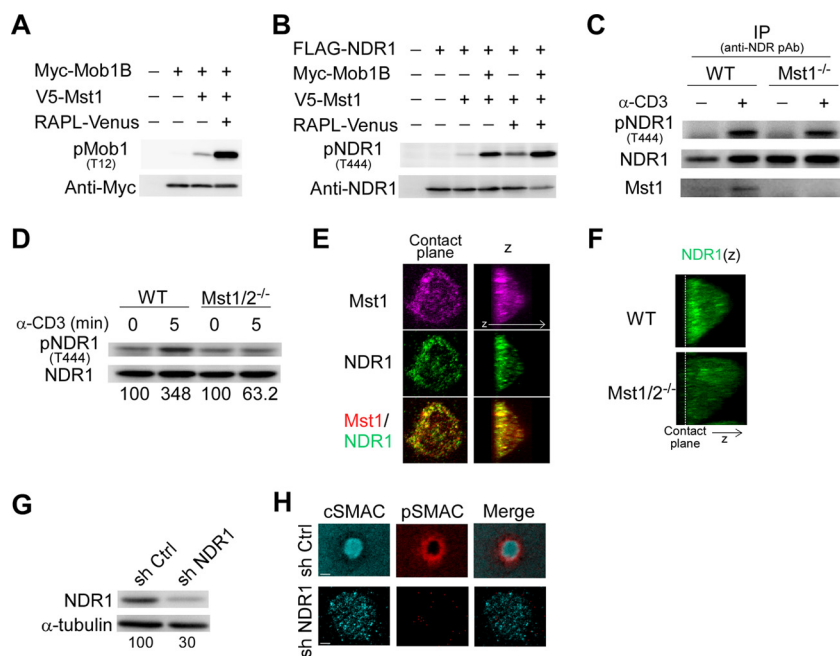 A
Myc-Mob1B − + + +
V5-Mst1 − − + +
RAPL-Venus − − − +
pMob1
(T12)
Anti-Myc
B
FLAG-NDR1 − + + + + +
Myc-Mob1B − − − + − +
V5-Mst1 − − + + + +
RAPL-Venus − − − − + +
pNDR1
(T444)
Anti-NDR1
C
IP
(anti-NDR pAb)
WT Mst1-/-
α-CD3 − + − +
pNDR1
(T444)
NDR1
Mst1
D
WT Mst1/2-/-
α-CD3 (min) 0 5 0 5
pNDR1
(T444)
NDR1
100 348 100 63.2
E
Contact
plane
z
Mst1
z
NDR1
Mst1/
NDR1
F
NDR1(z)
WT
Mst1/2-/-
Contact
plane
z
G
sh Ctrl
sh NDR1
NDR1
α-tubulin
100 30
H
cSMAC pSMAC Merge
sh Ctrl
sh NDR1